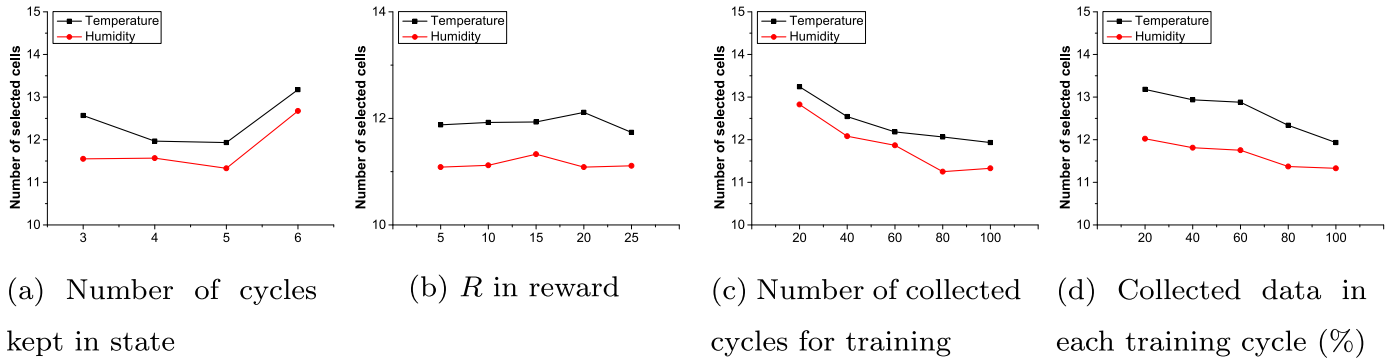 Number of selected cells
15
14
13
12
11
10
Temperature
Humidity
3 4 5 6
(a) Number of cycles
kept in state
Number of selected cells
14
12
10
Temperature
Humidity
5 10 15 20 25
(b) R in reward
Number of selected cells
15
14
13
12
11
10
Temperature
Humidity
20 40 60 80 100
(c) Number of collected
cycles for training
Number of selected cells
15
14
13
12
11
10
Temperature
Humidity
20 40 60 80 100
(d) Collected data in
each training cycle (%)